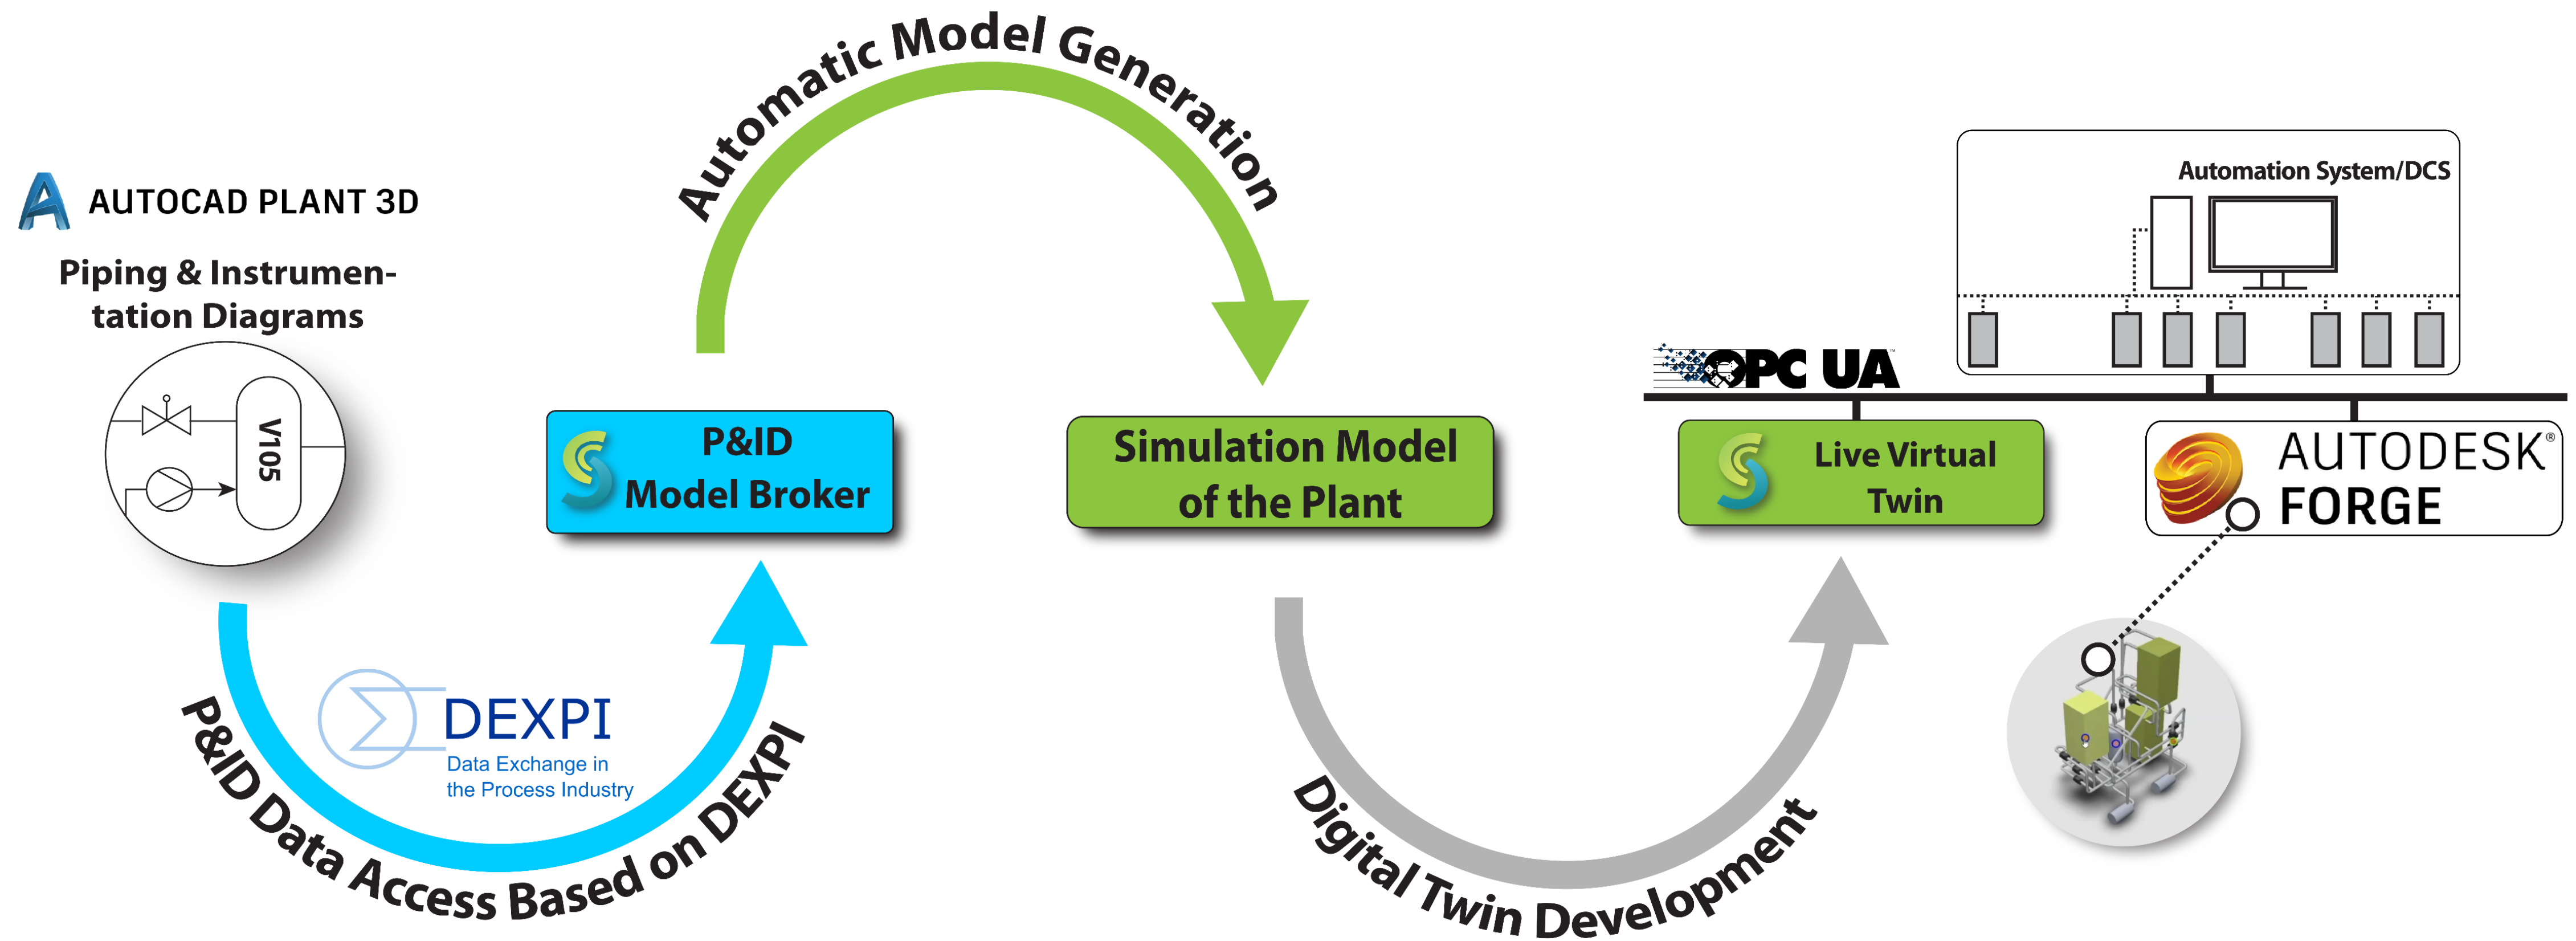 Automatic Model Generation
AUTOCAD PLANT 3D
Piping & Instrumen-
tation Diagrams
V105
P&ID
Model Broker
DEXPI
Data Exchange in
the Process Industry
P&ID Data Access Based on DEXPI
Simulation Model
of the Plant
Digital Twin Development
Automation System/DCS
OPC UA™
Live Virtual
Twin
AUTODESK®
FORGE